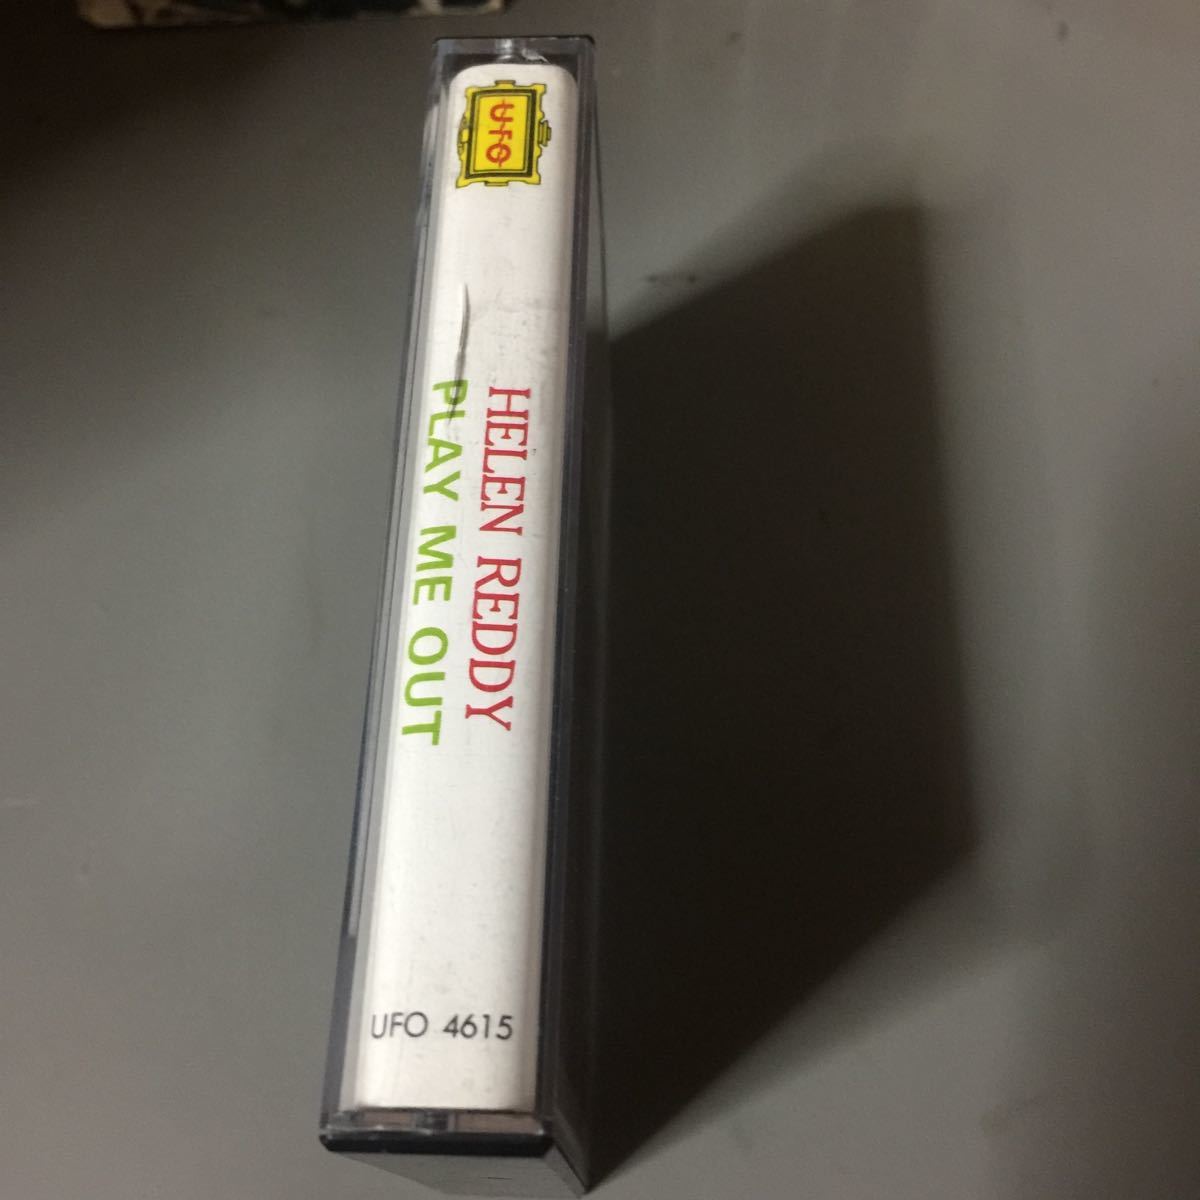 UFO
HELEN REDDY
PLAY ME OUT
UFO 4615